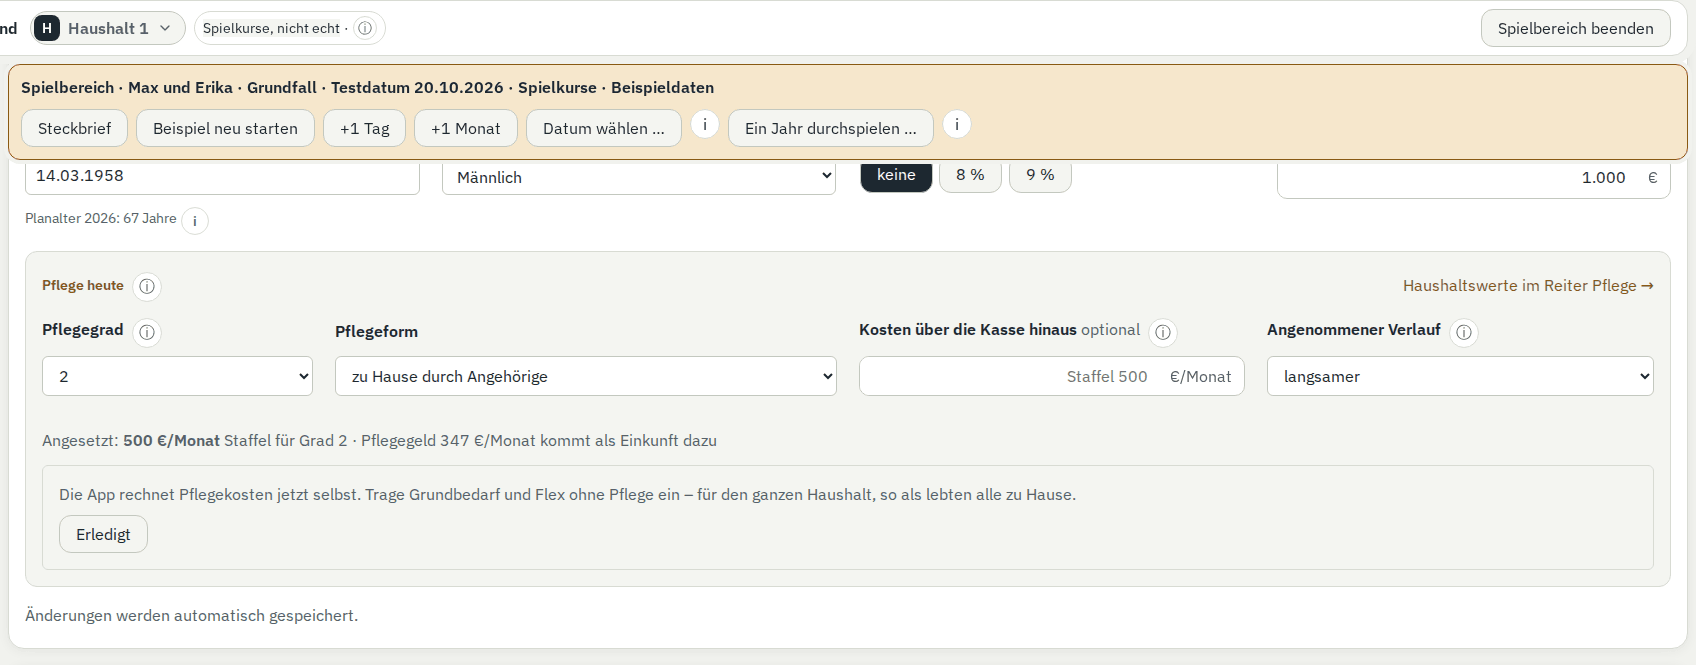 nd H Haushalt 1 Spielkurse, nicht echt · ⓘ Spielbereich beenden
Spielbereich · Max und Erika · Grundfall · Testdatum 20.10.2026 · Spielkurse · Beispieldaten
Steckbrief Beispiel neu starten +1 Tag +1 Monat Datum wählen ... i Ein Jahr durchspielen ... i
14.03.1958 Männlich keine 8 % 9 % 1.000 €
Planalter 2026: 67 Jahre i
Pflege heute ⓘ Haushaltswerte im Reiter Pflege →
Pflegegrad ⓘ Pflegeform Kosten über die Kasse hinaus optional ⓘ Angenommener Verlauf ⓘ
2 zu Hause durch Angehörige Staffel 500 €/Monat langsamer
Angesetzt: 500 €/Monat Staffel für Grad 2 · Pflegegeld 347 €/Monat kommt als Einkunft dazu
Die App rechnet Pflegekosten jetzt selbst. Trage Grundbedarf und Flex ohne Pflege ein – für den ganzen Haushalt, so als lebten alle zu Hause.
Erledigt
Änderungen werden automatisch gespeichert.